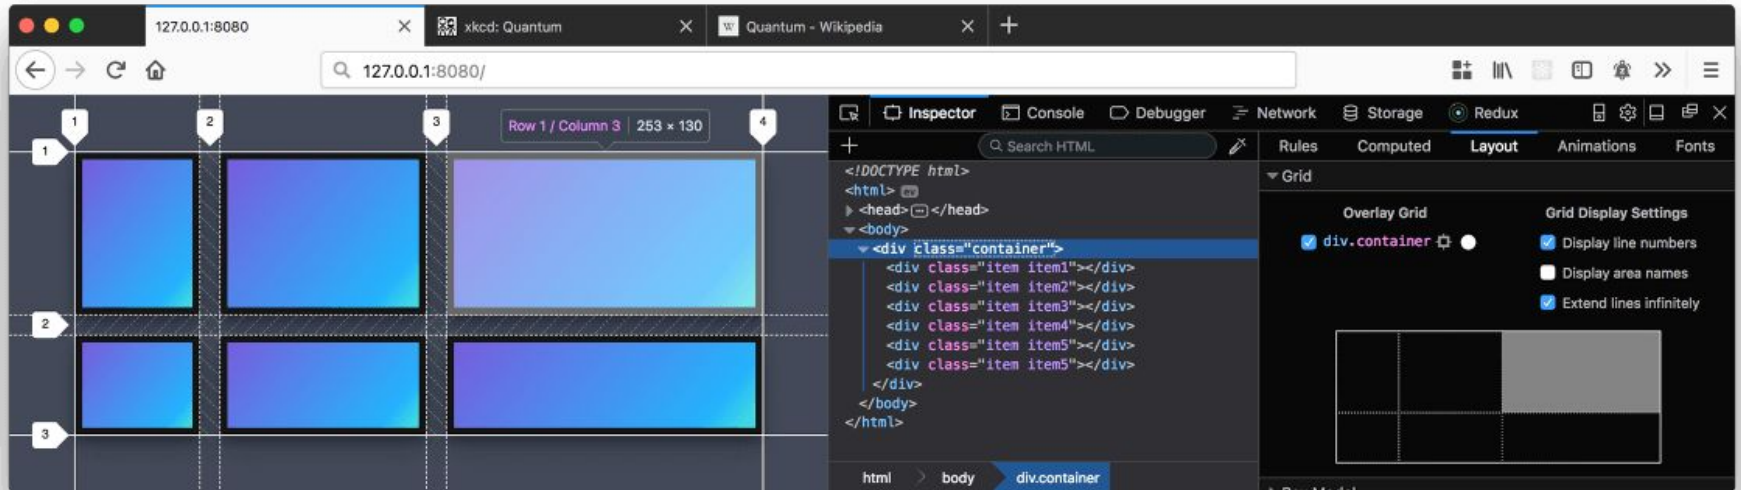 127.0.0.1:8080
xkcd: Quantum
W Quantum - Wikipedia
127.0.0.1:8080/
1 2 3 4
Row 1 / Column 3 253 × 130
1
2
3
Inspector Console Debugger Network Storage Redux
Search HTML
<!DOCTYPE html>
<html> ev
<head>…</head>
<body>
<div class="container">
<div class="item item1"></div>
<div class="item item2"></div>
<div class="item item3"></div>
<div class="item item4"></div>
<div class="item item5"></div>
<div class="item item5"></div>
</div>
</body>
</html>
html body div.container
Rules Computed Layout Animations Fonts
Grid
Overlay Grid
div.container
Grid Display Settings
Display line numbers
Display area names
Extend lines infinitely